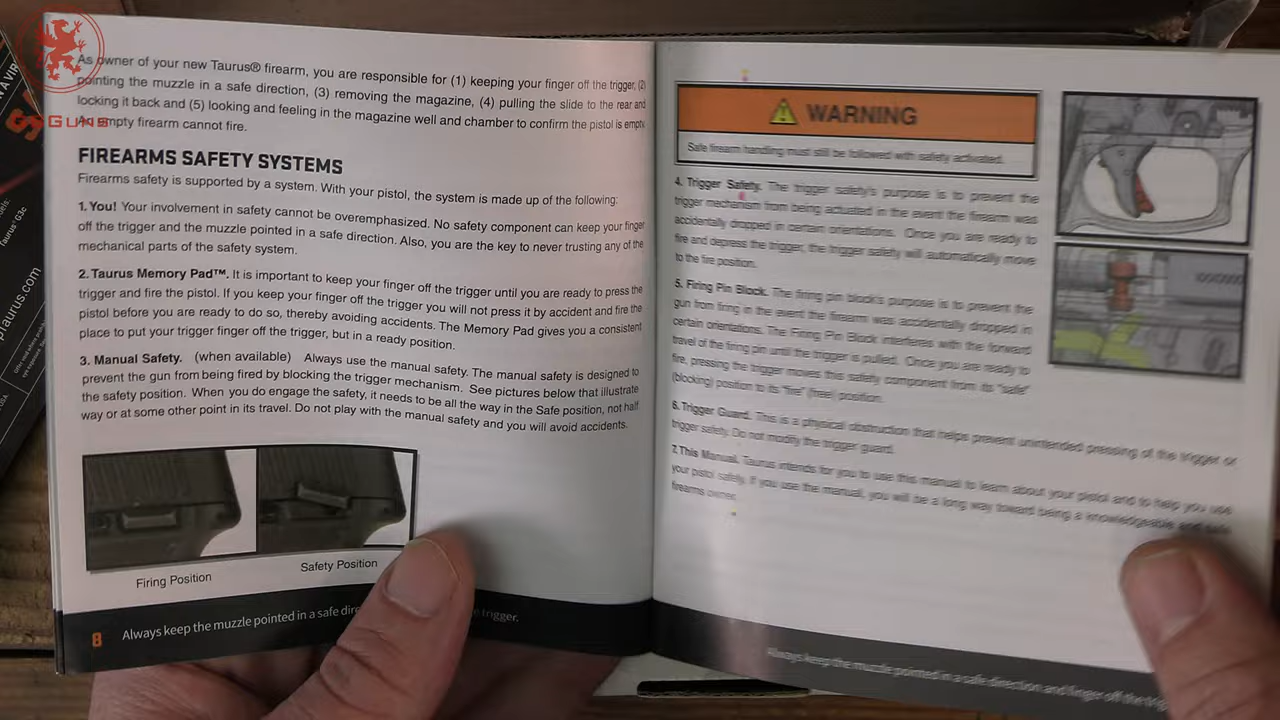 As owner of your new Taurus® firearm, you are responsible for (1) keeping your finger off the trigger, (2)
pointing the muzzle in a safe direction, (3) removing the magazine, (4) pulling the slide to the rear and
locking it back and (5) looking and feeling in the magazine well and chamber to confirm the pistol is empty.
An empty firearm cannot fire.
FIREARMS SAFETY SYSTEMS
Firearms safety is supported by a system. With your pistol, the system is made up of the following:
1. You! Your involvement in safety cannot be overemphasized. No safety component can keep your finger
off the trigger and the muzzle pointed in a safe direction. Also, you are the key to never trusting any of the
mechanical parts of the safety system.
2. Taurus Memory Pad™. It is important to keep your finger off the trigger until you are ready to press the
trigger and fire the pistol. If you keep your finger off the trigger you will not press it by accident and fire the
pistol before you are ready to do so, thereby avoiding accidents. The Memory Pad gives you a consistent
place to put your trigger finger off the trigger, but in a ready position.
3. Manual Safety. (when available) Always use the manual safety. The manual safety is designed to
prevent the gun from being fired by blocking the trigger mechanism. See pictures below that illustrate
the safety position. When you do engage the safety, it needs to be all the way in the Safe position, not half
way or at some other point in its travel. Do not play with the manual safety and you will avoid accidents.
Firing Position
Safety Position
8 Always keep the muzzle pointed in a safe dire trigger.
WARNING
Safe firearm handling must still be followed with safety activated.
4. Trigger Safety. The trigger safety's purpose is to prevent the
trigger mechanism from being actuated in the event the firearm was
accidentally dropped in certain orientations. Once you are ready to
fire and depress the trigger, the trigger safety will automatically move
to the fire position.
5. Firing Pin Block. The firing pin block's purpose is to prevent the
gun from firing in the event the firearm was accidentally dropped in
certain orientations. The Firing Pin Block interferes with the forward
travel of the firing pin until the trigger is pulled. Once you are ready to
fire, pressing the trigger moves this safety component from its "safe"
(blocking) position to its "fire" (free) position.
6. Trigger Guard. This is a physical obstruction that helps prevent unintended pressing of the trigger or
trigger safety. Do not modify the trigger guard.
7. This Manual. Taurus intends for you to use this manual to learn about your pistol and to help you use
your pistol safely. If you use the manual, you will be a long way toward being a knowledgeable and safe
firearms owner.
Always keep the muzzle pointed in a safe direction and finger off the trig
GUNS
Taurus G3c
taurus.com